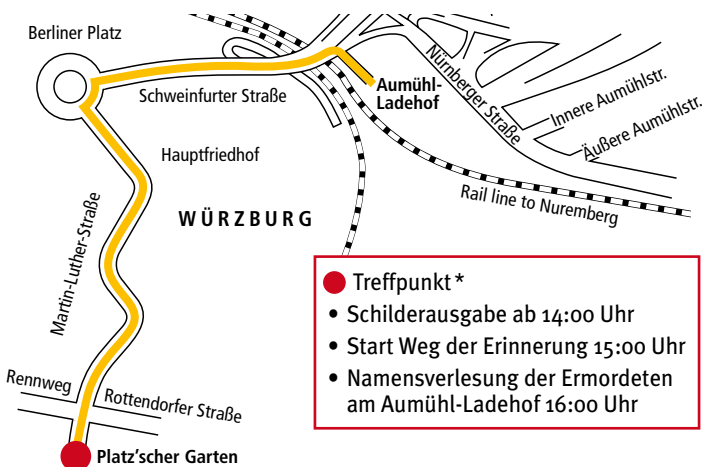 Berliner Platz
Nürnberger Straße
Aumühl-
Ladehof
Schweinfurter Straße
Innere Aumühlstr.
Äußere Aumühlstr.
Hauptfriedhof
Rail line to Nuremberg
WÜRZBURG
Martin-Luther-Straße
Treffpunkt*
• Schilderausgabe ab 14:00 Uhr
• Start Weg der Erinnerung 15:00 Uhr
• Namensverlesung der Ermordeten
am Aumühl-Ladehof 16:00 Uhr
Rennweg
Rottendorfer Straße
Platz'scher Garten